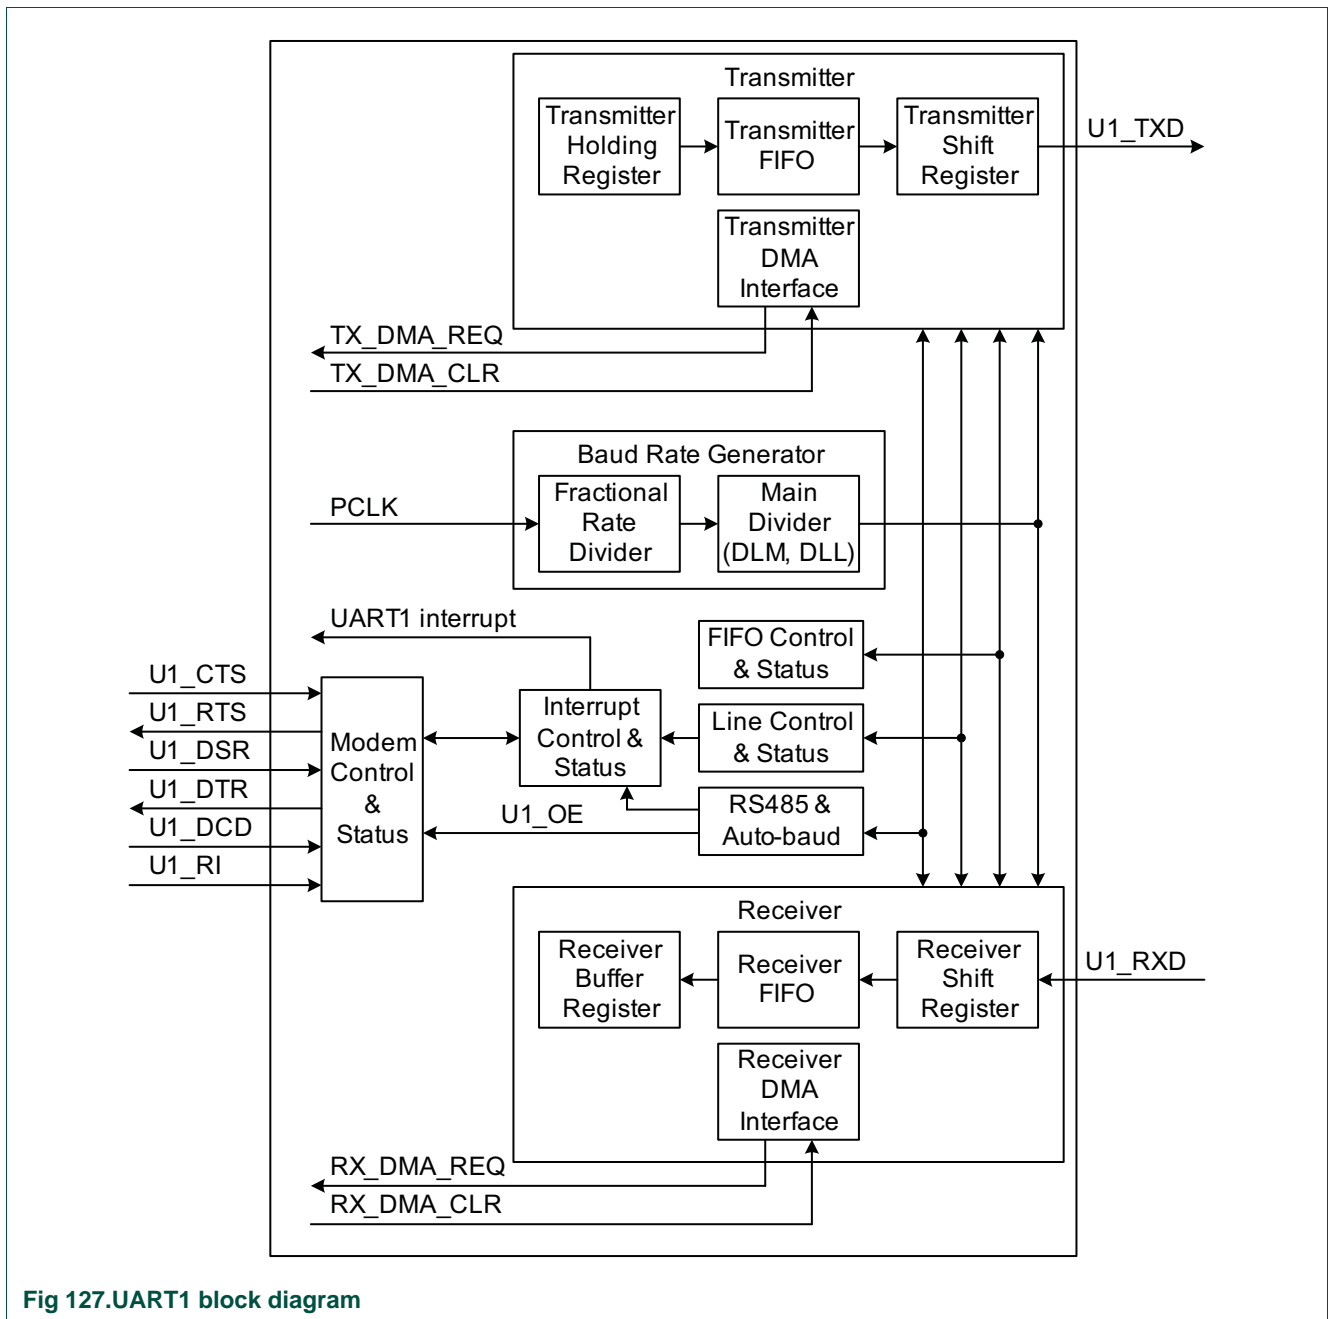 Transmitter
Transmitter
Holding
Register
Transmitter
FIFO
Transmitter
Shift
Register
U1_TXD
Transmitter
DMA
Interface
TX_DMA_REQ
TX_DMA_CLR
Baud Rate Generator
PCLK
Fractional
Rate
Divider
Main
Divider
(DLM, DLL)
UART1 interrupt
FIFO Control
& Status
U1_CTS
U1_RTS
U1_DSR
U1_DTR
U1_DCD
U1_RI
Modem
Control
&
Status
Interrupt
Control &
Status
Line Control
& Status
U1_OE
RS485 &
Auto-baud
Receiver
Receiver
Buffer
Register
Receiver
FIFO
Receiver
Shift
Register
U1_RXD
Receiver
DMA
Interface
RX_DMA_REQ
RX_DMA_CLR
Fig 127.UART1 block diagram